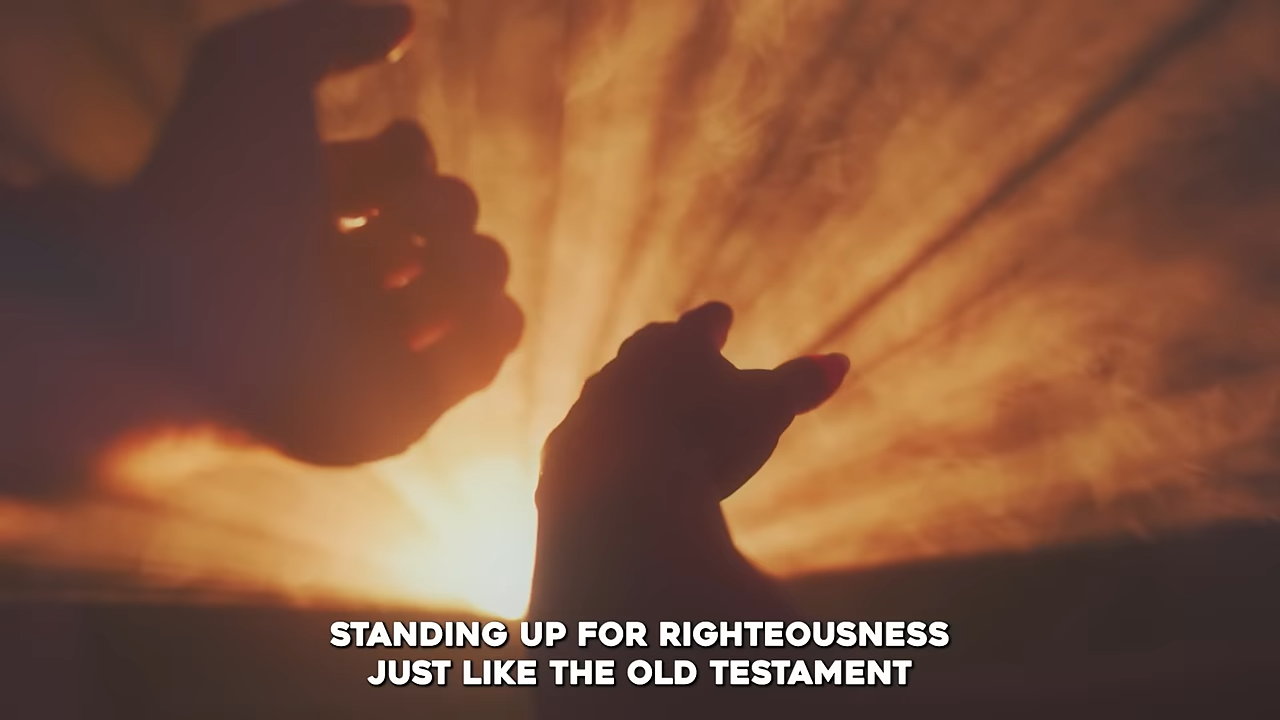 STANDING UP FOR RIGHTEOUSNESS
JUST LIKE THE OLD TESTAMENT